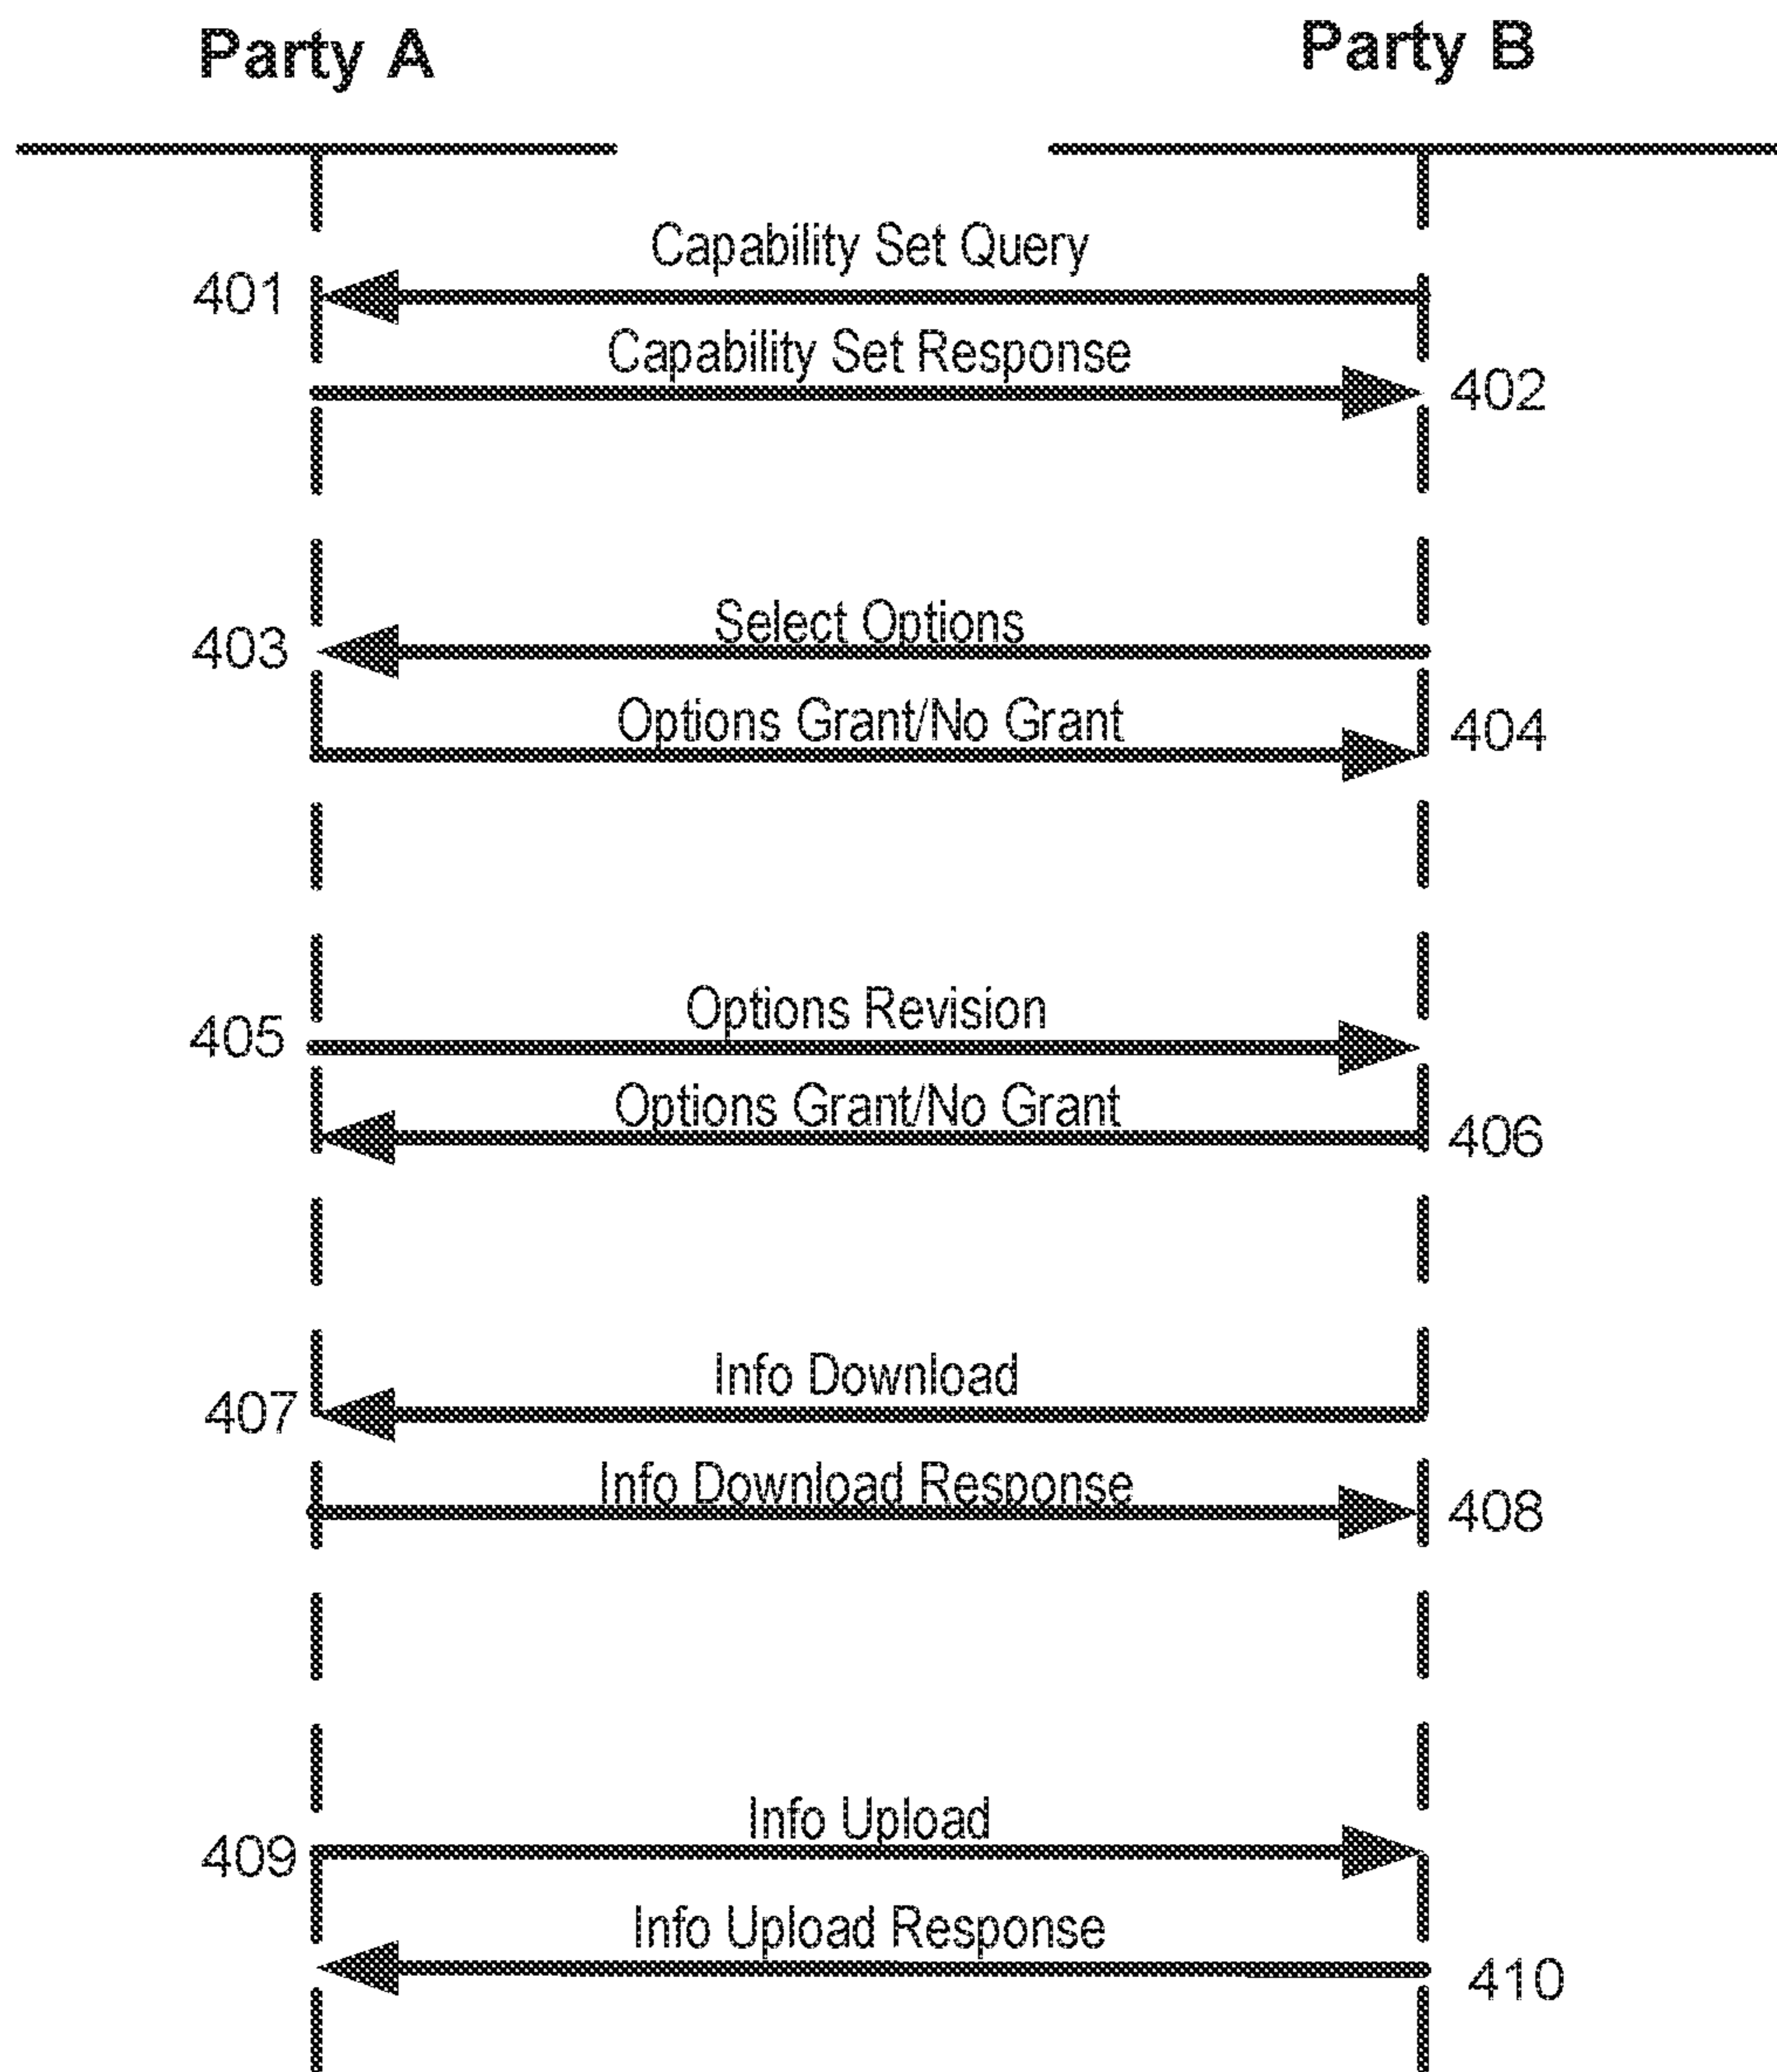 Party A
Party B
Capability Set Query
401
Capability Set Response
402
Select Options
403
Options Grant/No Grant
404
Options Revision
405
Options Grant/No Grant
406
Info Download
407
Info Download Response
408
Info Upload
409
Info Upload Response
410